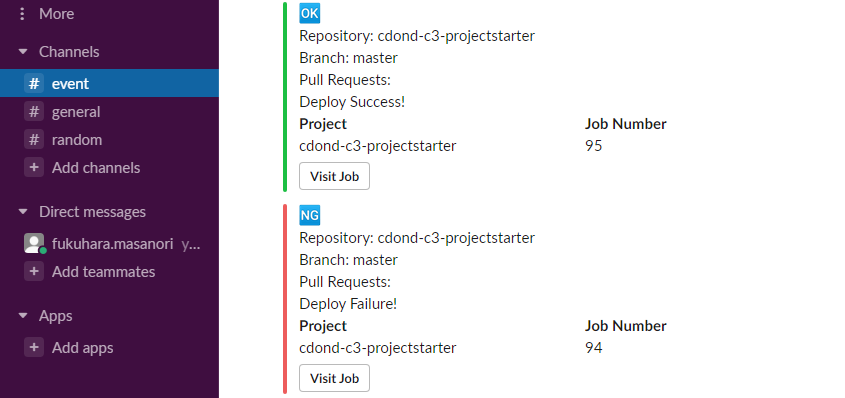 More
Channels
# event
# general
# random
+ Add channels
Direct messages
fukuhara.masanori y...
+ Add teammates
Apps
+ Add apps
OK
Repository: cdond-c3-projectstarter
Branch: master
Pull Requests:
Deploy Success!
Project Job Number
cdond-c3-projectstarter 95
Visit Job
NG
Repository: cdond-c3-projectstarter
Branch: master
Pull Requests:
Deploy Failure!
Project Job Number
cdond-c3-projectstarter 94
Visit Job